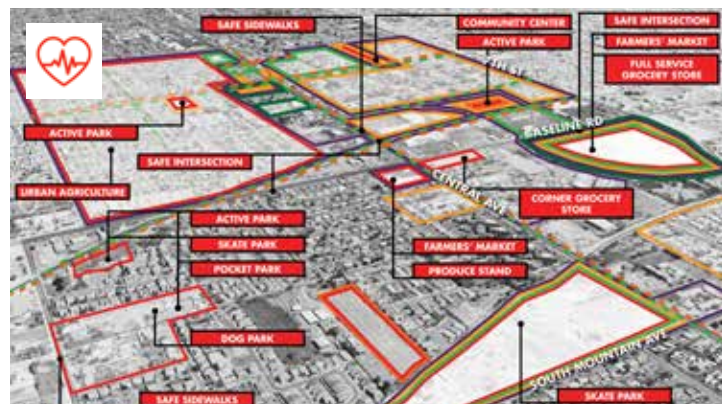 SAFE SIDEWALKS
COMMUNITY CENTER
SAFE INTERSECTION
ACTIVE PARK
FARMERS' MARKET
FULL SERVICE
GROCERY STORE
7TH ST
BASELINE RD
ACTIVE PARK
SAFE INTERSECTION
CENTRAL AVE
URBAN AGRICULTURE
CORNER GROCERY
STORE
ACTIVE PARK
SKATE PARK
FARMERS' MARKET
POCKET PARK
PRODUCE STAND
DOG PARK
SOUTH MOUNTAIN AVE
SAFE SIDEWALKS
SKATE PARK